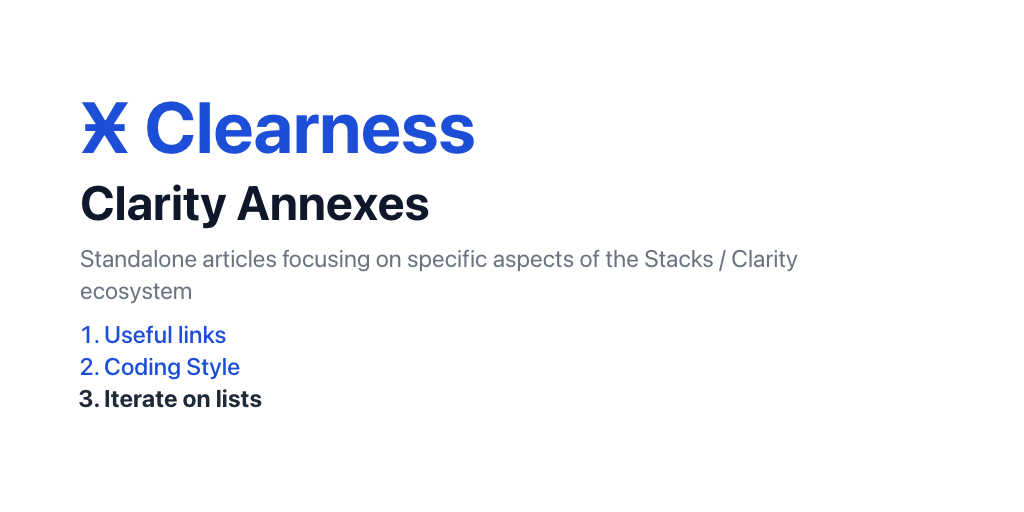 Ӿ Clearness
Clarity Annexes
Standalone articles focusing on specific aspects of the Stacks / Clarity
ecosystem
1. Useful links
2. Coding Style
3. Iterate on lists